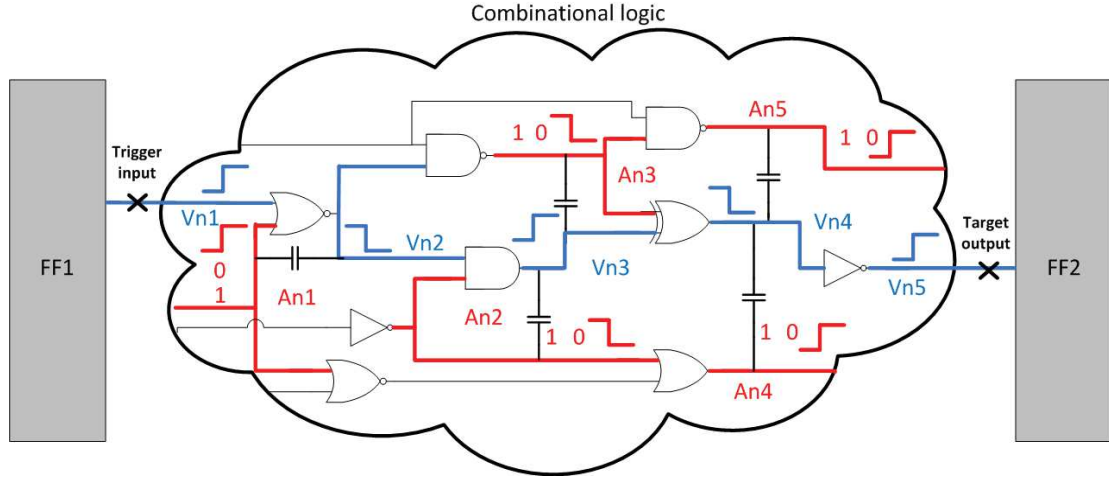 Combinational logic
An5
Trigger
input
1 0
1 0
An3
Vn1
Vn2
Vn4
Target
output
0
1
An1
Vn3
Vn5
FF1
FF2
An2
1 0
1 0
An4